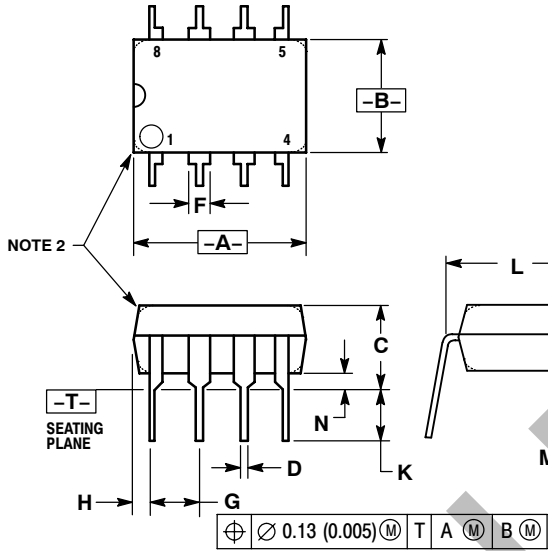 8 5
–B–
1 4
F
NOTE 2
–A–
L
C
–T–
SEATING
PLANE
N
D
K
M
H
G
⌖ ∅ 0.13 (0.005) Ⓜ T A Ⓜ B Ⓜ